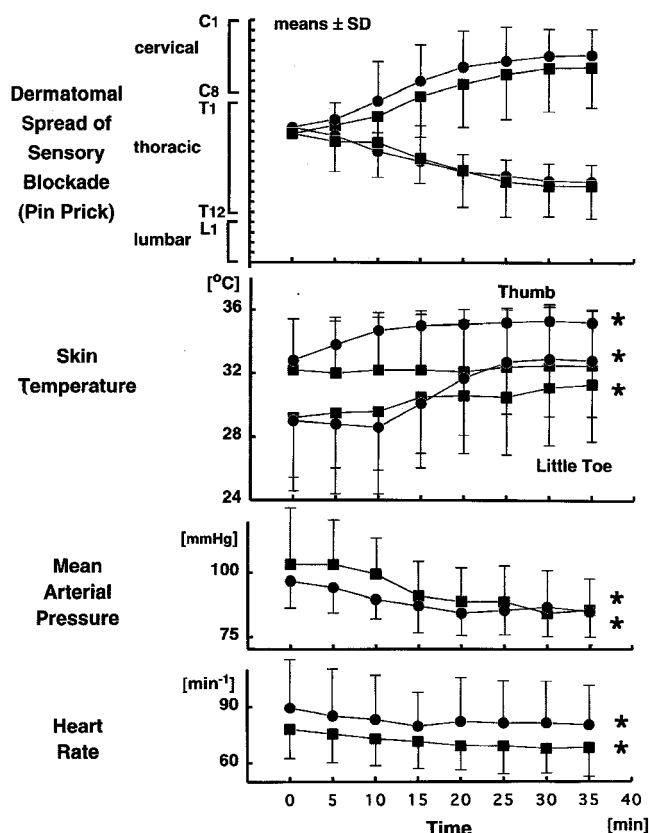 C1
means ± SD
cervical
C8
T1
Dermatomal
Spread of
Sensory
Blockade
(Pin Prick)
thoracic
T12
L1
lumbar
[°C]
36
Thumb
*
Skin
Temperature
32
*
*
28
Little Toe
24
[mmHg]
Mean
Arterial
Pressure
100
*
*
75
[min⁻¹]
90
Heart
Rate
*
*
60
0 5 10 15 20 25 30 35 40
Time [min]